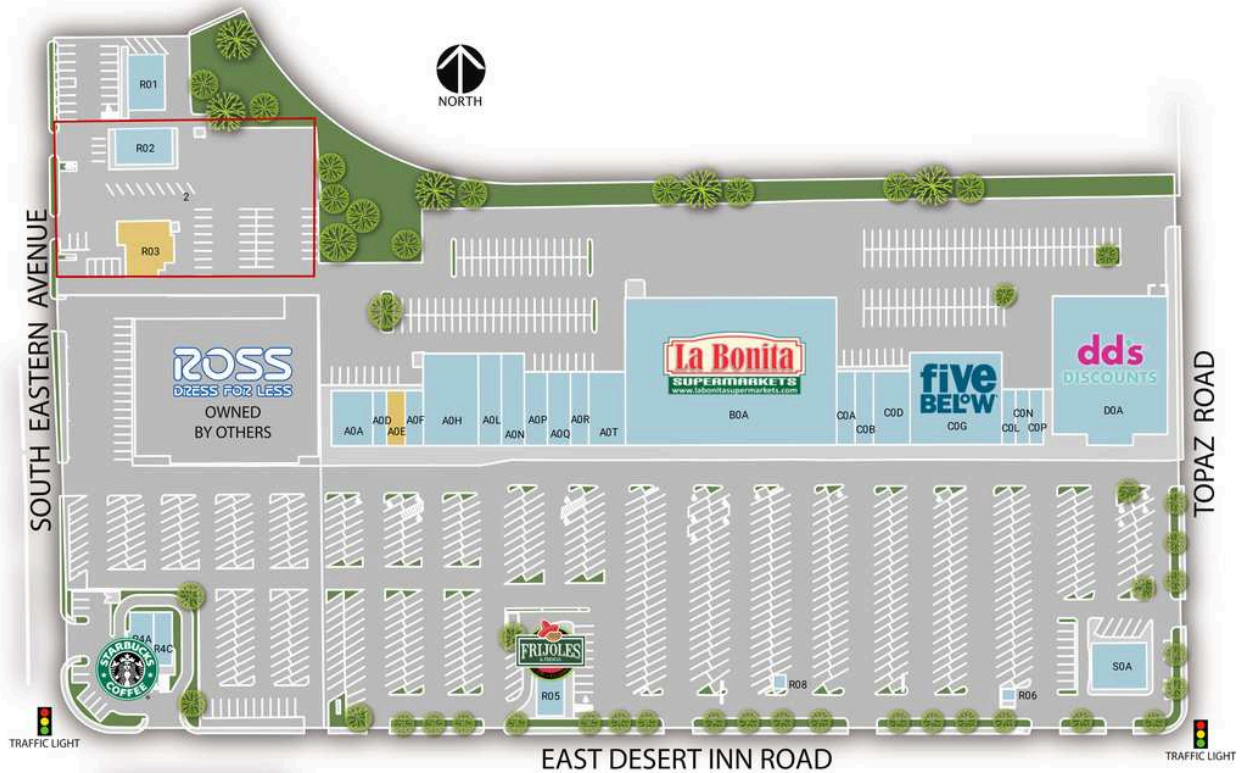 NORTH
R01
R02
2
R03
SOUTH EASTERN AVENUE
ROSS
DRESS FOR LESS
OWNED
BY OTHERS
La Bonita
SUPERMARKETS
www.labonitasupermarkets.com
B0A
five
BEL°W
C0G
dd's
DISCOUNTS
D0A
TOPAZ ROAD
A0A
A0D
A0E
A0F
A0H
A0L
A0N
A0P
A0Q
A0R
A0T
C0A
C0B
C0D
C0L
C0N
C0P
R4A
R4C
STARBUCKS
COFFEE
FRIJOLES
R05
R08
R06
S0A
TRAFFIC LIGHT
EAST DESERT INN ROAD
TRAFFIC LIGHT